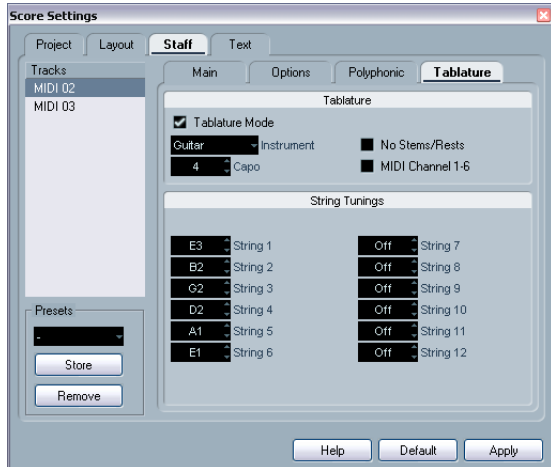 Score Settings
Project Layout Staff Text
Tracks
MIDI 02
MIDI 03
Main Options Polyphonic Tablature
Tablature
Tablature Mode
Guitar Instrument No Stems/Rests
4 Capo MIDI Channel 1-6
String Tunings
E3 String 1 Off String 7
B2 String 2 Off String 8
G2 String 3 Off String 9
D2 String 4 Off String 10
A1 String 5 Off String 11
E1 String 6 Off String 12
Presets
-
Store
Remove
Help Default Apply